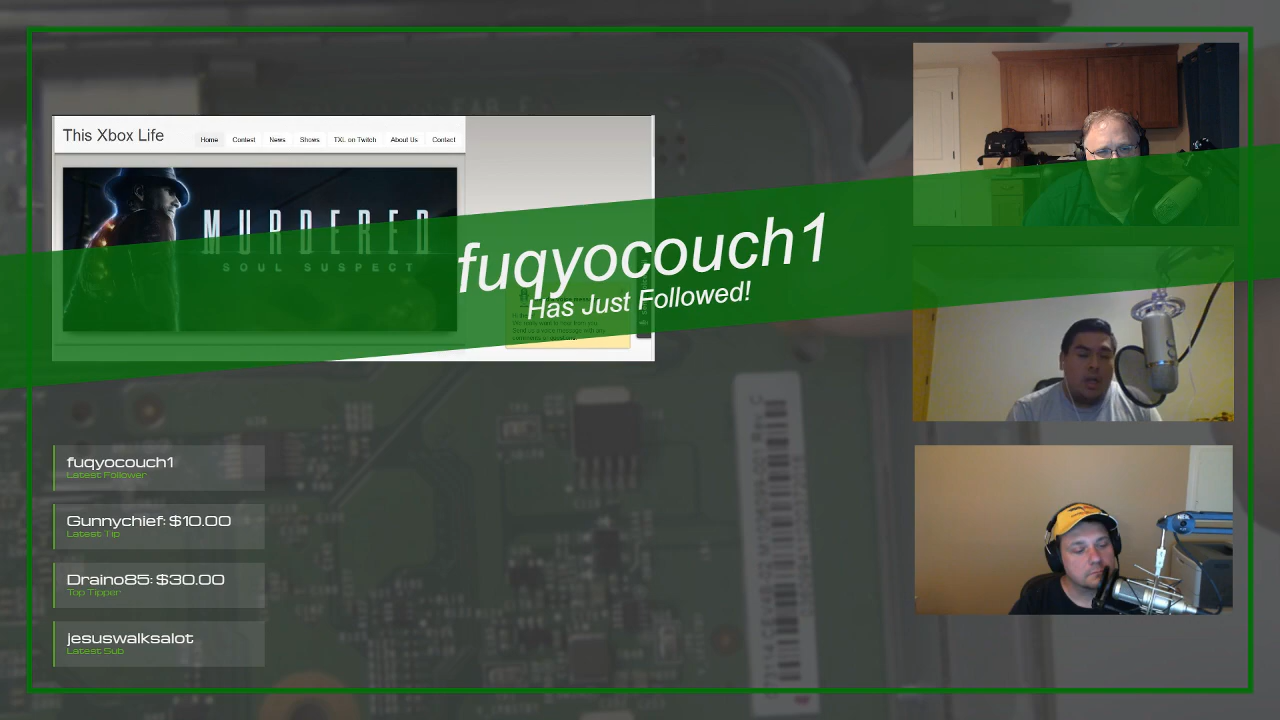 This Xbox Life
Home Contest News Shows TXL on Twitch About Us Contact
MURDERED
SOUL SUSPECT
fuqyocouch1
Has Just Followed!
fuqyocouch1
Latest Follower
Gunnychief: $10.00
Latest Tip
Draino85: $30.00
Top Tipper
jesuswalksalot
Latest Sub